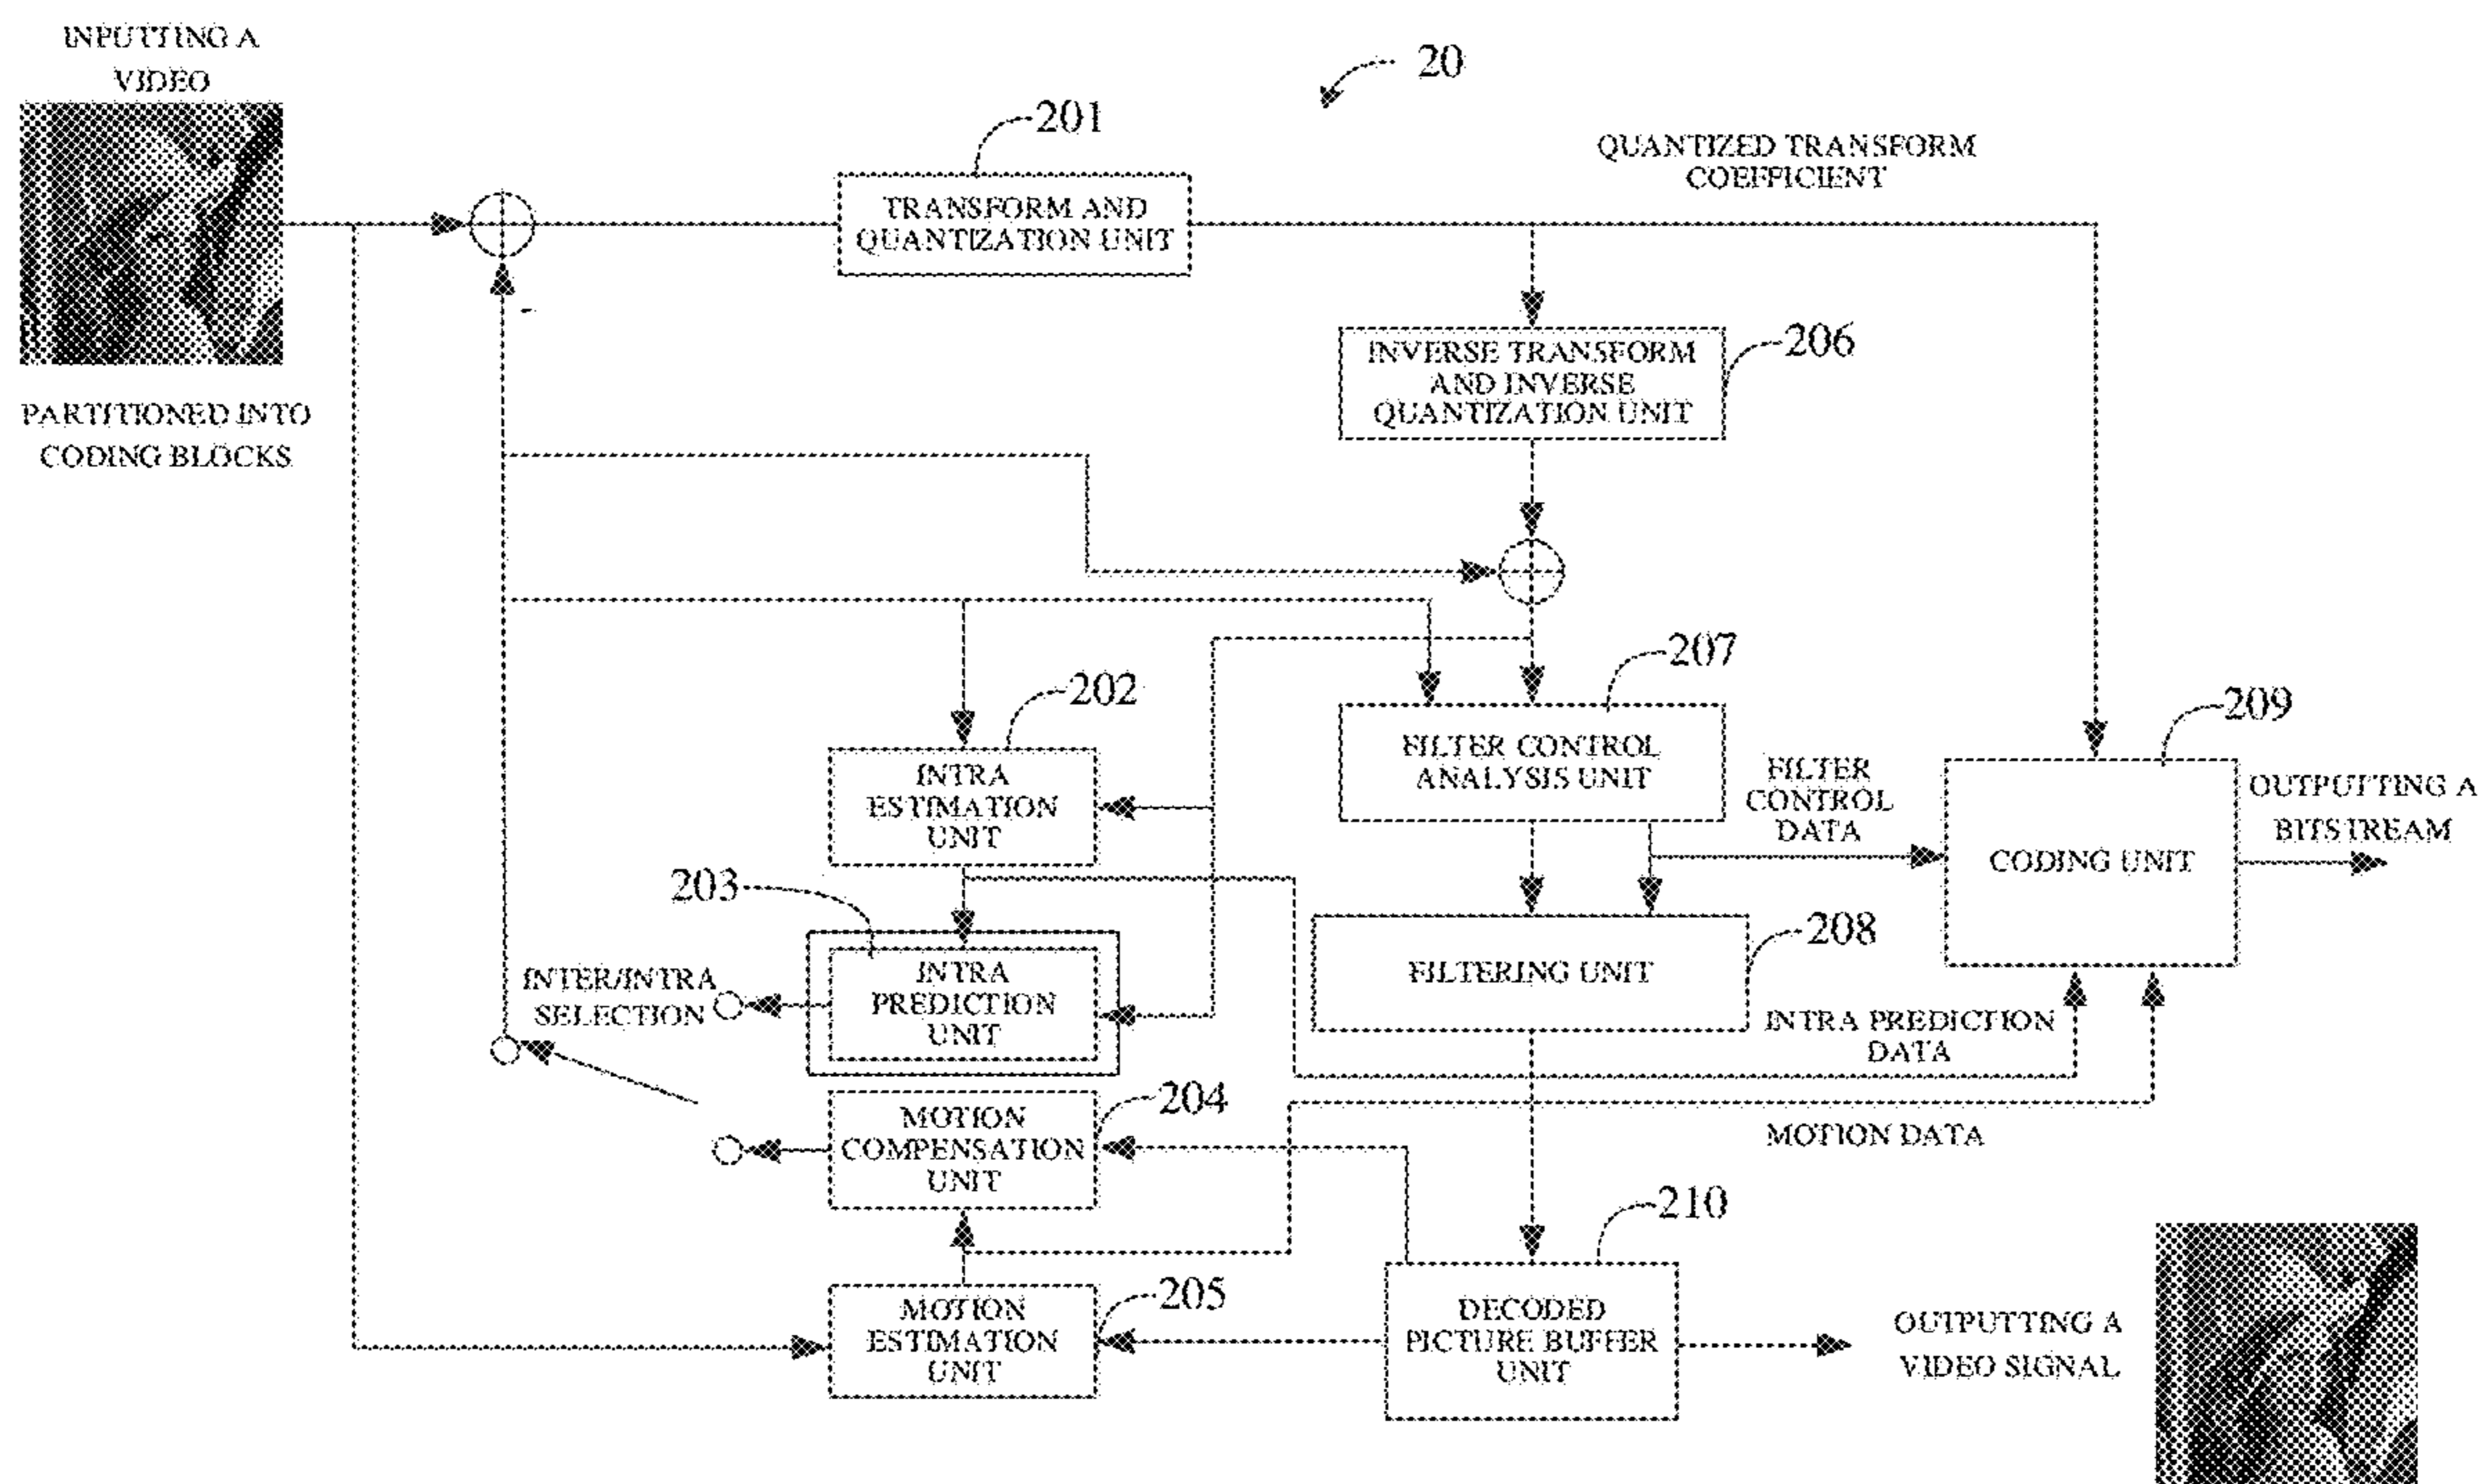 INPUTTING A
VIDEO
PARTITIONED INTO
CODING BLOCKS
20
201
TRANSFORM AND
QUANTIZATION UNIT
QUANTIZED TRANSFORM
COEFFICIENT
206
INVERSE TRANSFORM
AND INVERSE
QUANTIZATION UNIT
-
207
FILTER CONTROL
ANALYSIS UNIT
202
INTRA
ESTIMATION
UNIT
FILTER
CONTROL
DATA
209
CODING UNIT
OUTPUTTING A
BITSTREAM
203
INTRA
PREDICTION
UNIT
INTER/INTRA
SELECTION
208
FILTERING UNIT
INTRA PREDICTION
DATA
204
MOTION
COMPENSATION
UNIT
MOTION DATA
205
MOTION
ESTIMATION
UNIT
210
DECODED
PICTURE BUFFER
UNIT
OUTPUTTING A
VIDEO SIGNAL